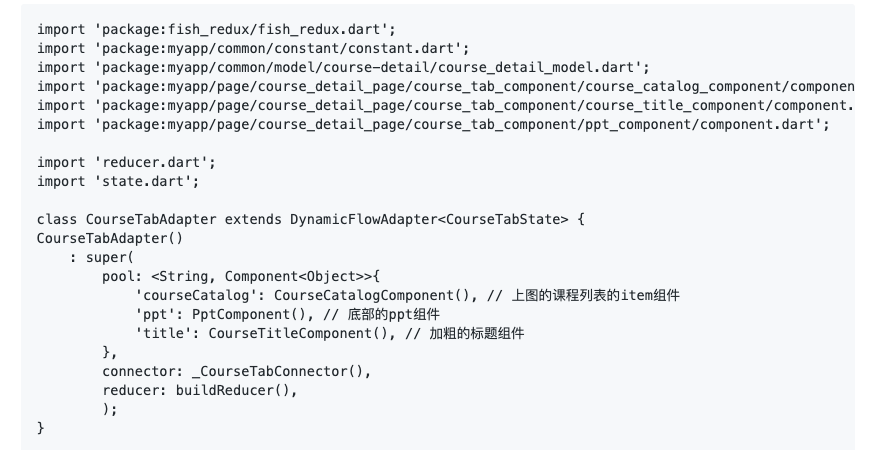 import 'package:fish_redux/fish_redux.dart';
import 'package:myapp/common/constant/constant.dart';
import 'package:myapp/common/model/course-detail/course_detail_model.dart';
import 'package:myapp/page/course_detail_page/course_tab_component/course_catalog_component/componen
import 'package:myapp/page/course_detail_page/course_tab_component/course_title_component/component.
import 'package:myapp/page/course_detail_page/course_tab_component/ppt_component/component.dart';

import 'reducer.dart';
import 'state.dart';

class CourseTabAdapter extends DynamicFlowAdapter<CourseTabState> {
CourseTabAdapter()
    : super(
        pool: <String, Component<Object>>{
            'courseCatalog': CourseCatalogComponent(), // 上图的课程列表的item组件
            'ppt': PptComponent(), // 底部的ppt组件
            'title': CourseTitleComponent(), // 加粗的标题组件
        },
        connector: _CourseTabConnector(),
        reducer: buildReducer(),
        );
}